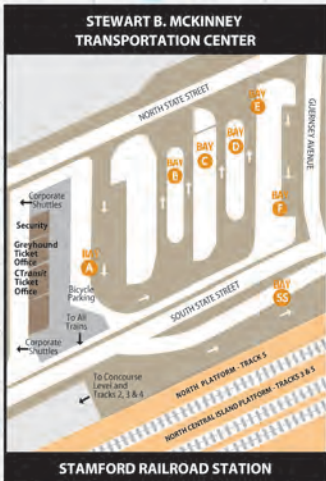 STEWART B. MCKINNEY
TRANSPORTATION CENTER
NORTH STATE STREET
GUERNSEY AVENUE
BAY
E
BAY
D
BAY
C
BAY
B
BAY
F
BAY
A
BAY
SS
Corporate
Shuttles
Security
Greyhound
Ticket
Office
CTransit
Ticket
Office
Bicycle
Parking
To All
Trains
Corporate
Shuttles
SOUTH STATE STREET
To Concourse
Level and
Tracks 2, 3 & 4
NORTH PLATFORM - TRACK 5
NORTH CENTRAL ISLAND PLATFORM - TRACKS 3 & 5
STAMFORD RAILROAD STATION